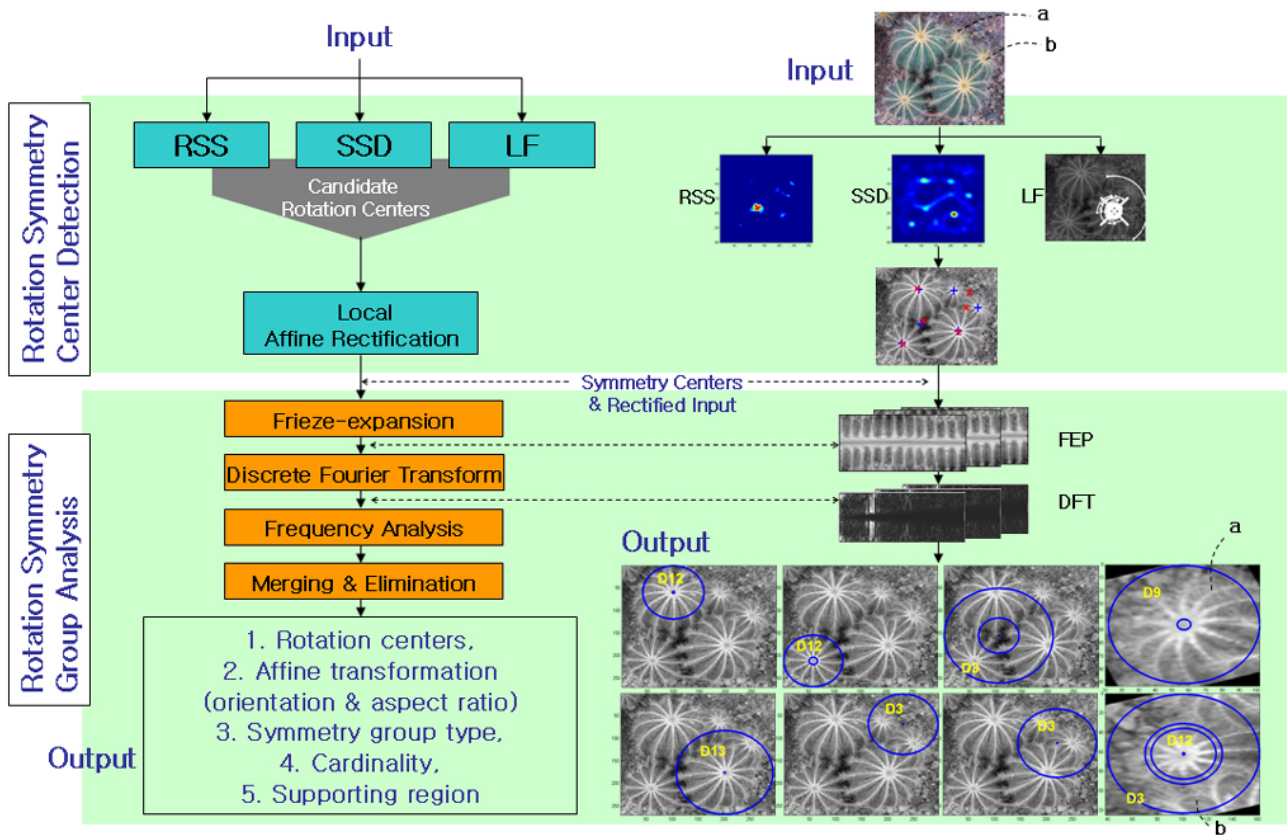 Input
RSS
SSD
LF
Candidate
Rotation Centers
Local
Affine Rectification
Rotation Symmetry
Center Detection
Input
a
b
RSS
SSD
LF
Symmetry Centers
& Rectified Input
Rotation Symmetry
Group Analysis
Frieze-expansion
Discrete Fourier Transform
Frequency Analysis
Merging & Elimination
FEP
DFT
Output
1. Rotation centers,
2. Affine transformation
(orientation & aspect ratio)
3. Symmetry group type,
4. Cardinality,
5. Supporting region
Output
D12
D12
D3
D9
a
D13
D3
D3
D12
D3
b